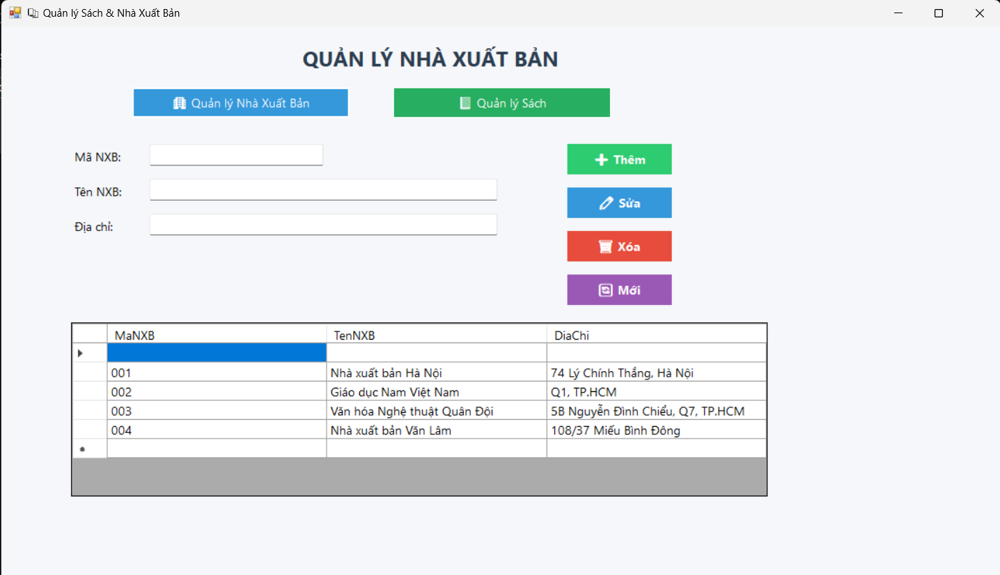 Quản lý Sách & Nhà Xuất Bản
QUẢN LÝ NHÀ XUẤT BẢN
Quản lý Nhà Xuất Bản
Quản lý Sách
Mã NXB:
Thêm
Tên NXB:
Sửa
Địa chỉ:
Xóa
Mới
MaNXB TenNXB DiaChi
001 Nhà xuất bản Hà Nội 74 Lý Chính Thắng, Hà Nội
002 Giáo dục Nam Việt Nam Q1, TP.HCM
003 Văn hóa Nghệ thuật Quân Đội 5B Nguyễn Đình Chiểu, Q7, TP.HCM
004 Nhà xuất bản Văn Lâm 108/37 Miếu Bình Đông